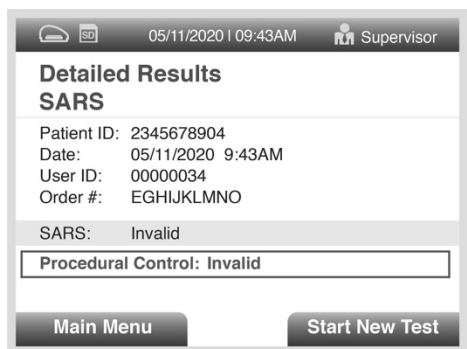 SD 05/11/2020 | 09:43AM Supervisor
Detailed Results
SARS
Patient ID: 2345678904
Date: 05/11/2020 9:43AM
User ID: 00000034
Order #: EGHIJKLMNO
SARS: Invalid
Procedural Control: Invalid
Main Menu Start New Test